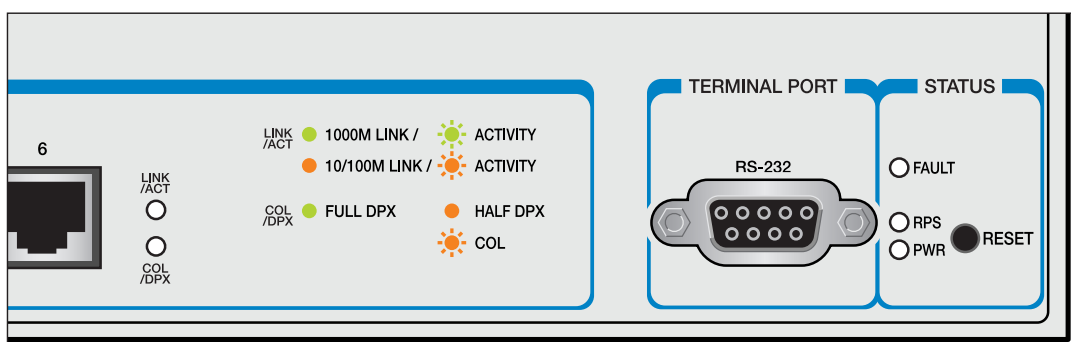 6
LINK
/ACT
COL
/DPX
LINK
/ACT
1000M LINK /
ACTIVITY
10/100M LINK /
ACTIVITY
COL
/DPX
FULL DPX
HALF DPX
COL
TERMINAL PORT
RS-232
STATUS
FAULT
RPS
PWR
RESET